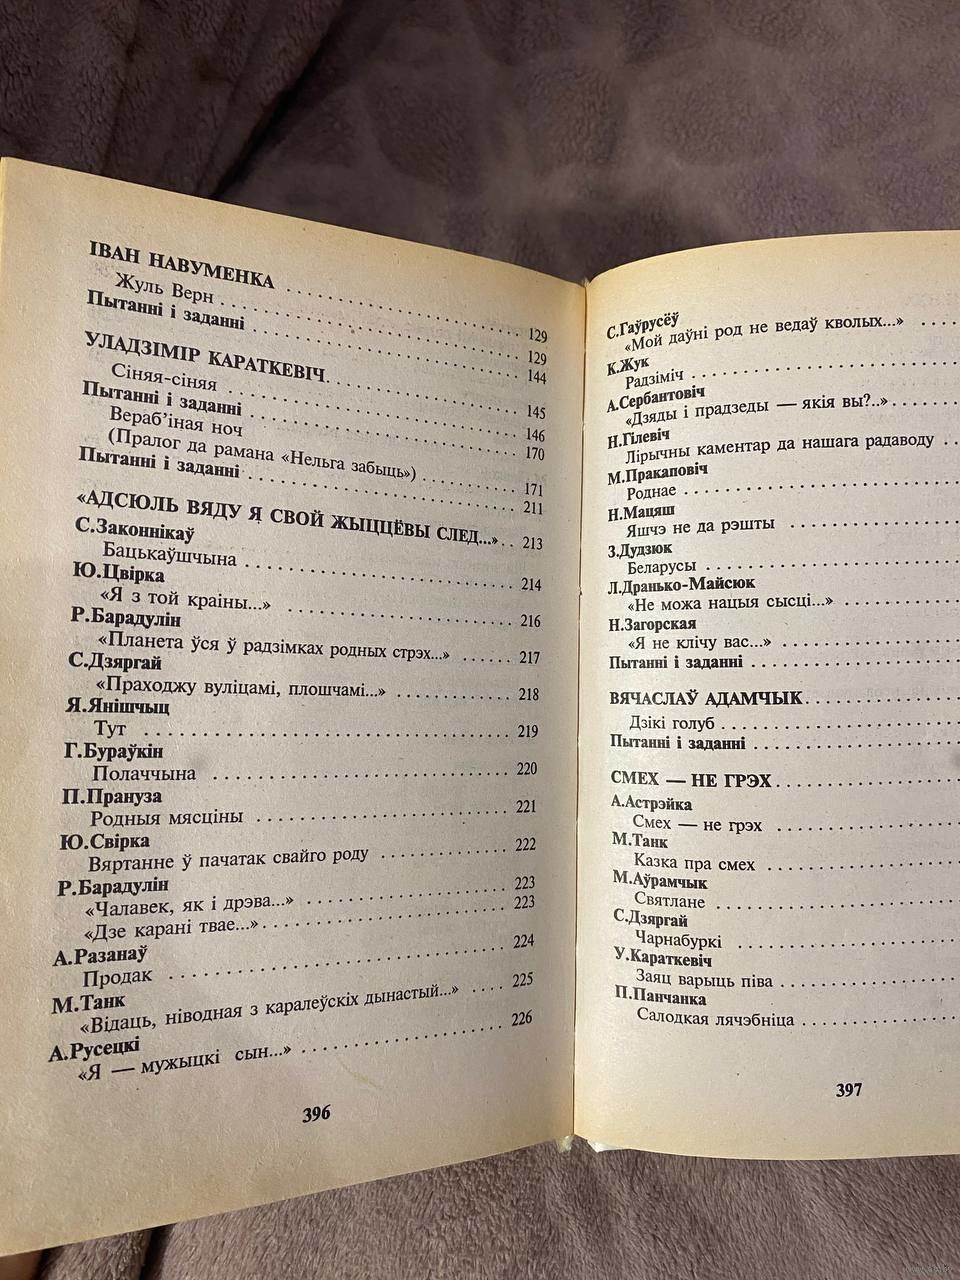 ІВАН НАВУМЕНКА . . . . . . . . . . . . . . . . . 129
Жуль Верн . . . . . . . . . . . . . . . . . . . . 129
Пытанні і заданні . . . . . . . . . . . . . . . . 144
УЛАДЗІМІР КАРАТКЕВІЧ. . . . . . . . . . . . . . . 145
Сіняя-сіняя . . . . . . . . . . . . . . . . . . . 146
Пытанні і заданні . . . . . . . . . . . . . . . . 170
Вераб'іная ноч
(Пралог да рамана «Нельга забыць») . . . . . . . . 171
Пытанні і заданні . . . . . . . . . . . . . . . . 211
«АДСЮЛЬ ВЯДУ Я СВОЙ ЖЫЦЦЁВЫ СЛЕД...» . . 213
С.Законнікаў
Бацькаўшчына . . . . . . . . . . . . . . . . . . 214
Ю.Цвірка
«Я з той краіны...» . . . . . . . . . . . . . . . 216
Р.Барадулін
«Планета ўся ў радзімках родных стрэх...» . . . . . . 217
С.Дзяргай
«Праходжу вуліцамі, плошчамі...» . . . . . . . . . 218
Я.Янішчыц
Тут . . . . . . . . . . . . . . . . . . . . . . . 219
Г.Бураўкін
Полаччына . . . . . . . . . . . . . . . . . . . . 220
П.Прануза
Родныя мясціны . . . . . . . . . . . . . . . . . 221
Ю.Свірка
Вяртанне ў пачатак свайго роду . . . . . . . . . . 222
Р.Барадулін
«Чалавек, як і дрэва...» . . . . . . . . . . . . . 223
«Дзе карані твае...» . . . . . . . . . . . . . . . 223
А.Разанаў
Продак . . . . . . . . . . . . . . . . . . . . . 224
М.Танк
«Відаць, ніводная з каралеўскіх дынастый...» . . . . 225
А.Русецкі
«Я — мужыцкі сын...» . . . . . . . . . . . . . . . 226
396
С.Гаўрусёў
«Мой даўні род не ведаў кволых...» . . . .
К.Жук
Радзіміч . . . . . . . . . . . . . . . . .
А.Сербантовіч
«Дзяды і прадзеды — якія вы?..» . . . . . .
Н.Гілевіч
Лірычны каментар да нашага радаводу . .
М.Пракаповіч
Роднае . . . . . . . . . . . . . . . . . .
Н.Мацяш
Яшчэ не да рэшты . . . . . . . . . . . . .
З.Дудзюк
Беларусы . . . . . . . . . . . . . . . . .
Л.Дранько-Майсюк
«Не можа нацыя сысці...» . . . . . . . . .
Н.Загорская
«Я не клічу вас...» . . . . . . . . . . . .
Пытанні і заданні . . . . . . . . . . . . .
ВЯЧАСЛАЎ АДАМЧЫК. . . . . . . . . . .
Дзікі голуб . . . . . . . . . . . . . . . .
Пытанні і заданні . . . . . . . . . . . . .
СМЕХ — НЕ ГРЭХ . . . . . . . . . . . .
А.Астрэйка
Смех — не грэх . . . . . . . . . . . . . .
М.Танк
Казка пра смех . . . . . . . . . . . . . .
М.Аўрамчык
Святлане . . . . . . . . . . . . . . . . .
С.Дзяргай
Чарнабуркі . . . . . . . . . . . . . . . .
У.Караткевіч
Заяц варыць піва . . . . . . . . . . . . .
П.Панчанка
Салодкая лячэбніца . . . . . . . . . . . .
397